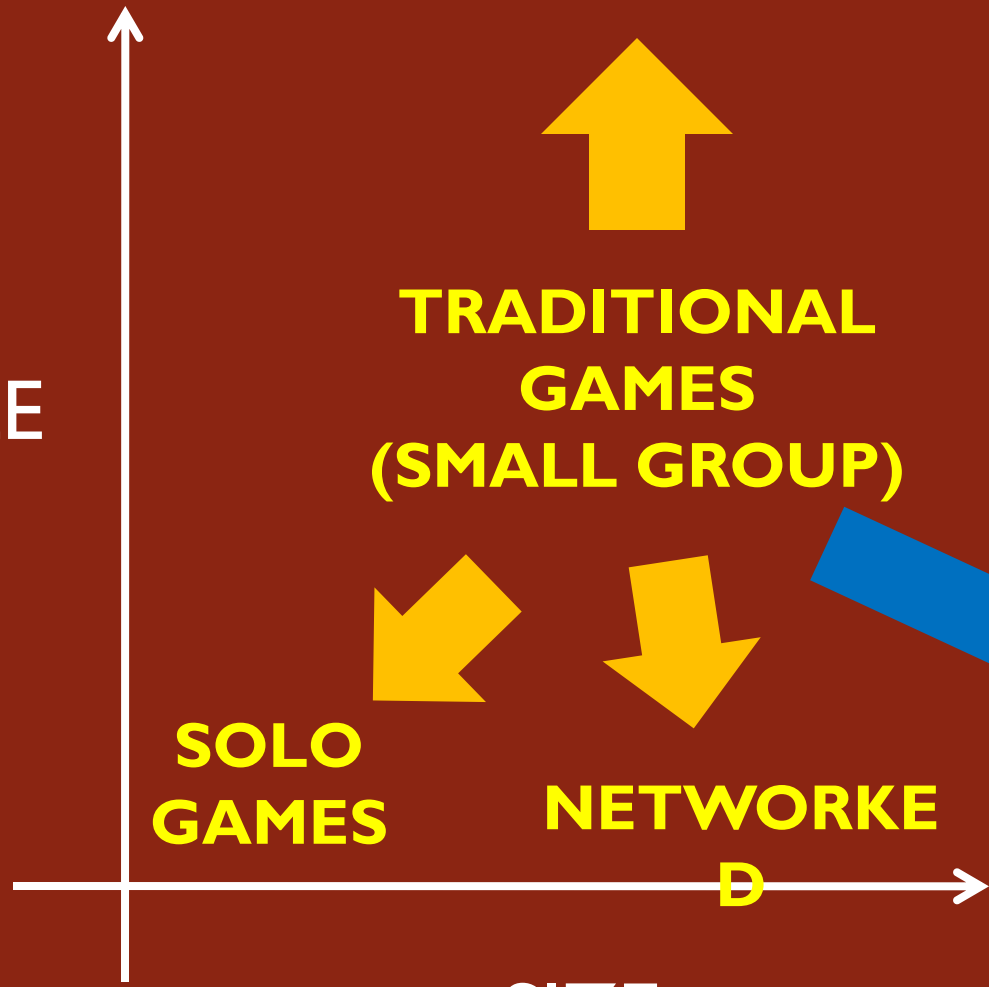 TRADITIONAL
GAMES
(SMALL GROUP)
E
SOLO
GAMES
NETWORKE
D